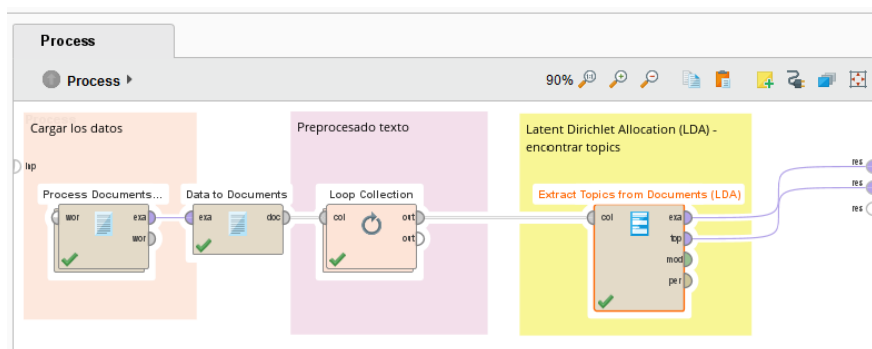 Process
Process
90%
Process
Cargar los datos
Preprocesado texto
Latent Dirichlet Allocation (LDA) -
encontrar topics
inp
res
res
res
Process Documents...
Data to Documents
Loop Collection
Extract Topics from Documents (LDA)
wor
exa
wor
exa
doc
col
out
out
col
exa
top
mod
per